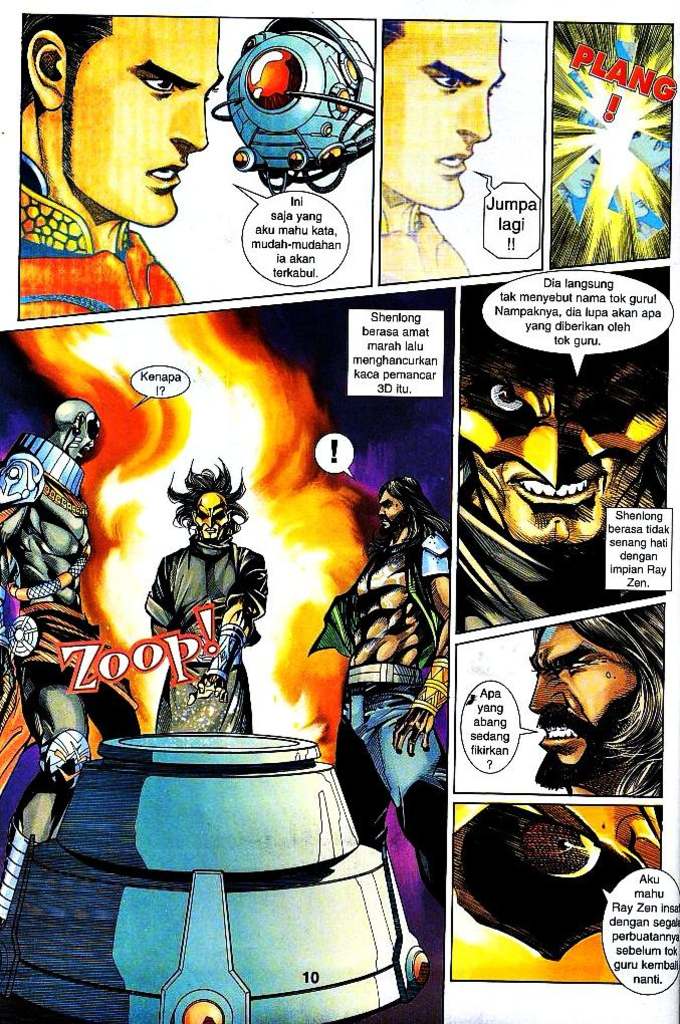 Ini
saja yang
aku mahu kata,
mudah-mudahan
ia akan
terkabul.
Jumpa
lagi
!!
PLANG
!
Shenlong
berasa amat
marah lalu
menghancurkan
kaca pemancar
3D itu.
Kenapa
!?
!
Zoop!
10
Dia langsung
tak menyebut nama tok guru!
Nampaknya, dia lupa akan apa
yang diberikan oleh
tok guru.
Shenlong
berasa tidak
senang hati
dengan
impian Ray
Zen.
Apa
yang
abang
sedang
fikirkan
?
Aku
mahu
Ray Zen insaf
dengan segala
perbuatannya
sebelum tok
guru kembali
nanti.